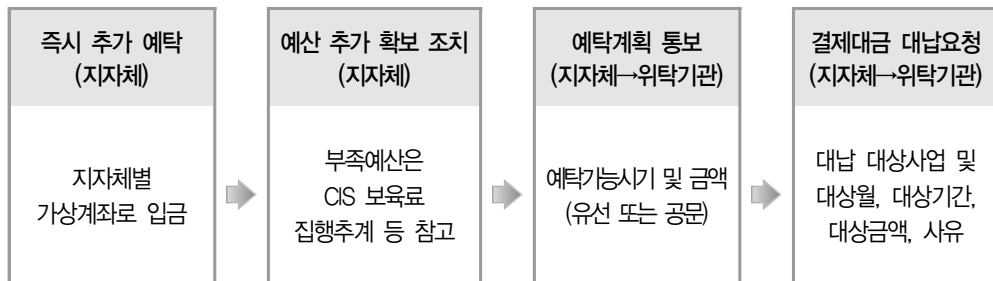 즉시 추가 예탁
(지자체)
지자체별
가상계좌로 입금
예산 추가 확보 조치
(지자체)
부족예산은
CIS 보육료
집행추계 등 참고
예탁계획 통보
(지자체→위탁기관)
예탁가능시기 및 금액
(유선 또는 공문)
결제대금 대납요청
(지자체→위탁기관)
대납 대상사업 및
대상월, 대상기간,
대상금액, 사유